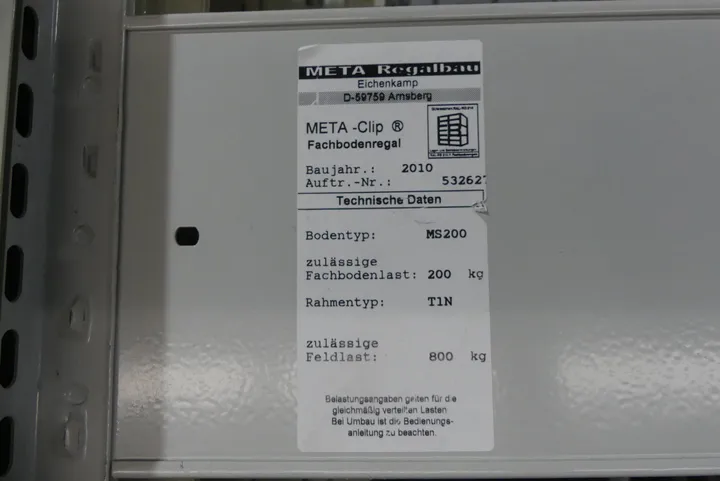 META Regalbau
Eichenkamp
D-59759 Arnsberg
META -Clip ®
Fachbodenregal
Baujahr.: 2010
Auftr.-Nr.: 532627
Technische Daten
Bodentyp: MS200
zulässige
Fachbodenlast: 200 kg
Rahmentyp: T1N
zulässige
Feldlast: 800 kg
Belastungsangaben gelten für die
gleichmäßig verteilten Lasten
Bei Umbau ist die Bedienungs-
anleitung zu beachten.